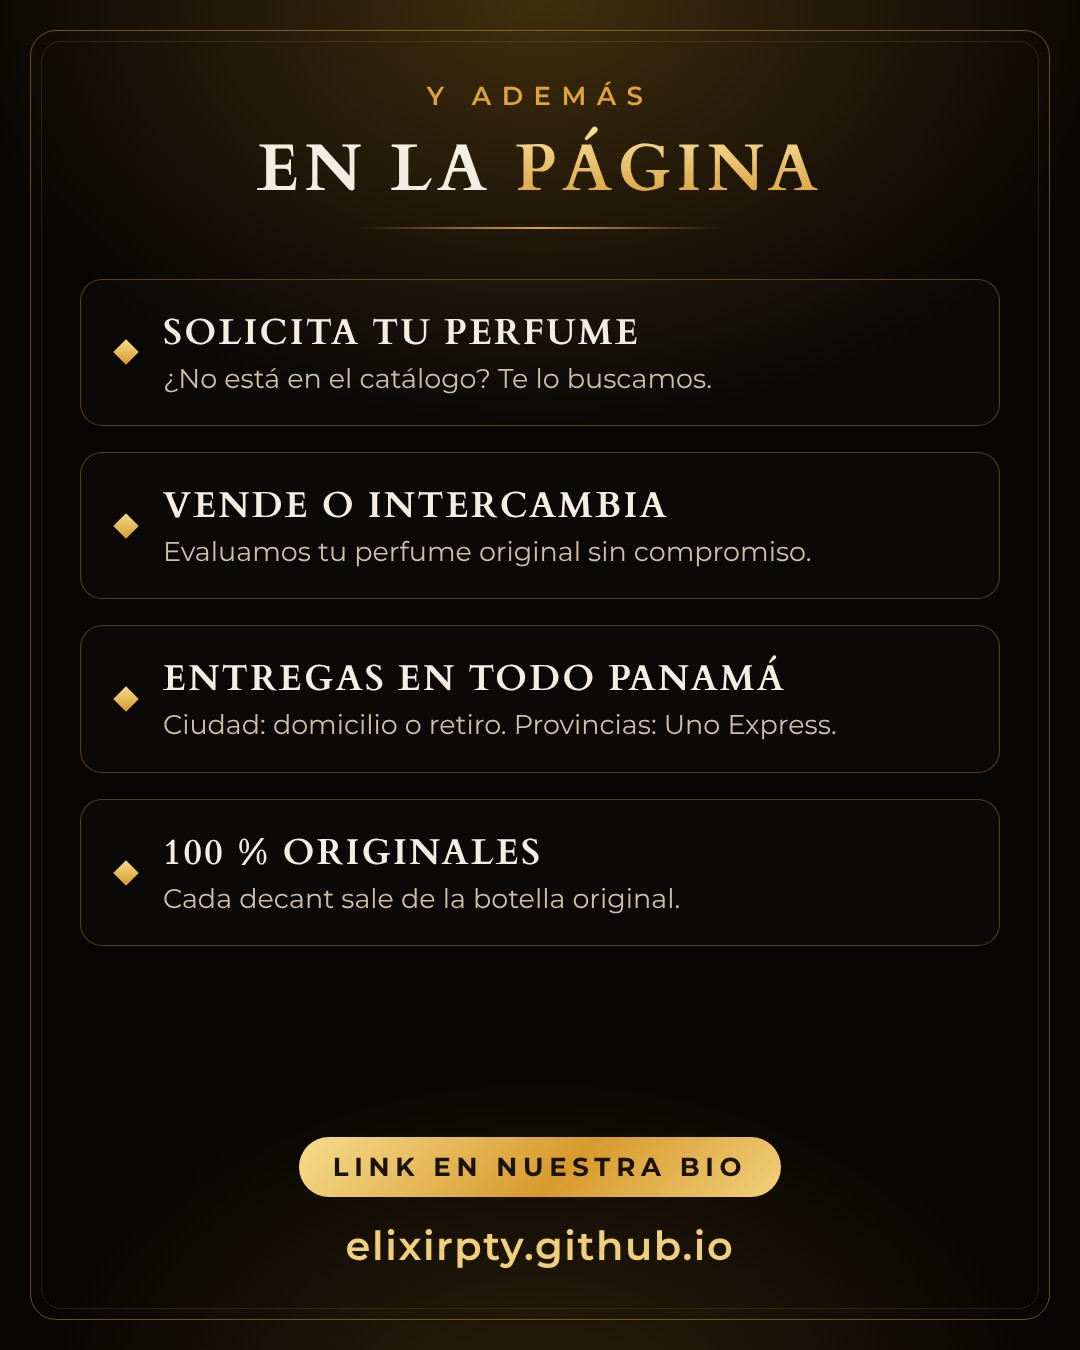 Y ADEMÁS
EN LA PÁGINA
SOLICITA TU PERFUME
¿No está en el catálogo? Te lo buscamos.
VENDE O INTERCAMBIA
Evaluamos tu perfume original sin compromiso.
ENTREGAS EN TODO PANAMÁ
Ciudad: domicilio o retiro. Provincias: Uno Express.
100 % ORIGINALES
Cada decant sale de la botella original.
LINK EN NUESTRA BIO
elixirpty.github.io